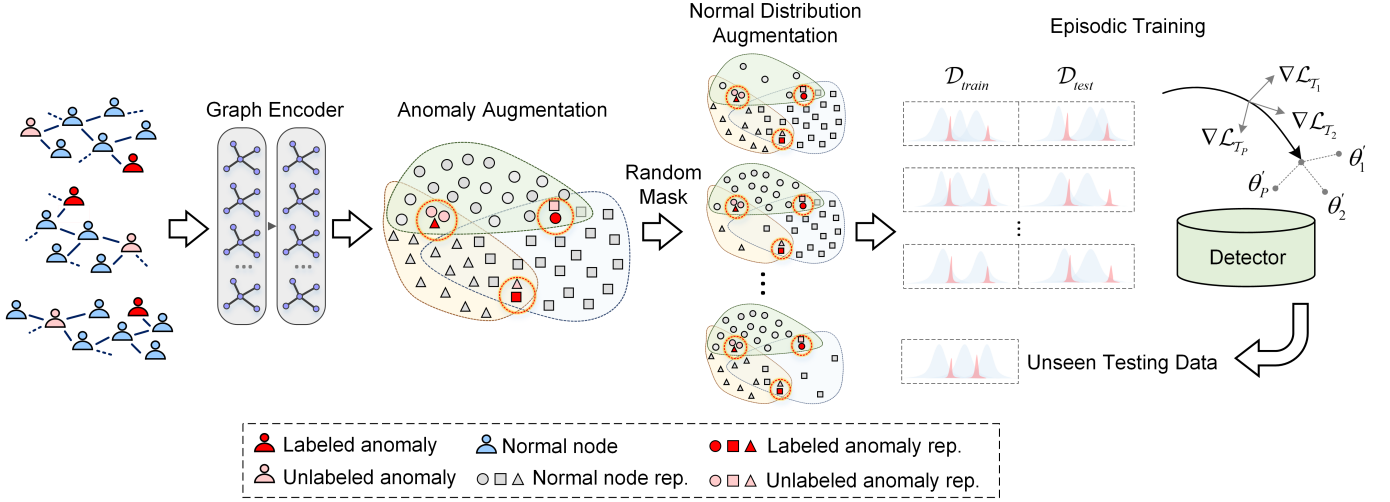 Graph Encoder
Anomaly Augmentation
Random
Mask
Normal Distribution
Augmentation
Episodic Training
𝒟train
𝒟test
∇ℒ𝒯1
∇ℒ𝒯2
∇ℒ𝒯P
θ′1
θ′2
θ′P
Detector
Unseen Testing Data
Labeled anomaly
Normal node
Labeled anomaly rep.
Unlabeled anomaly
Normal node rep.
Unlabeled anomaly rep.